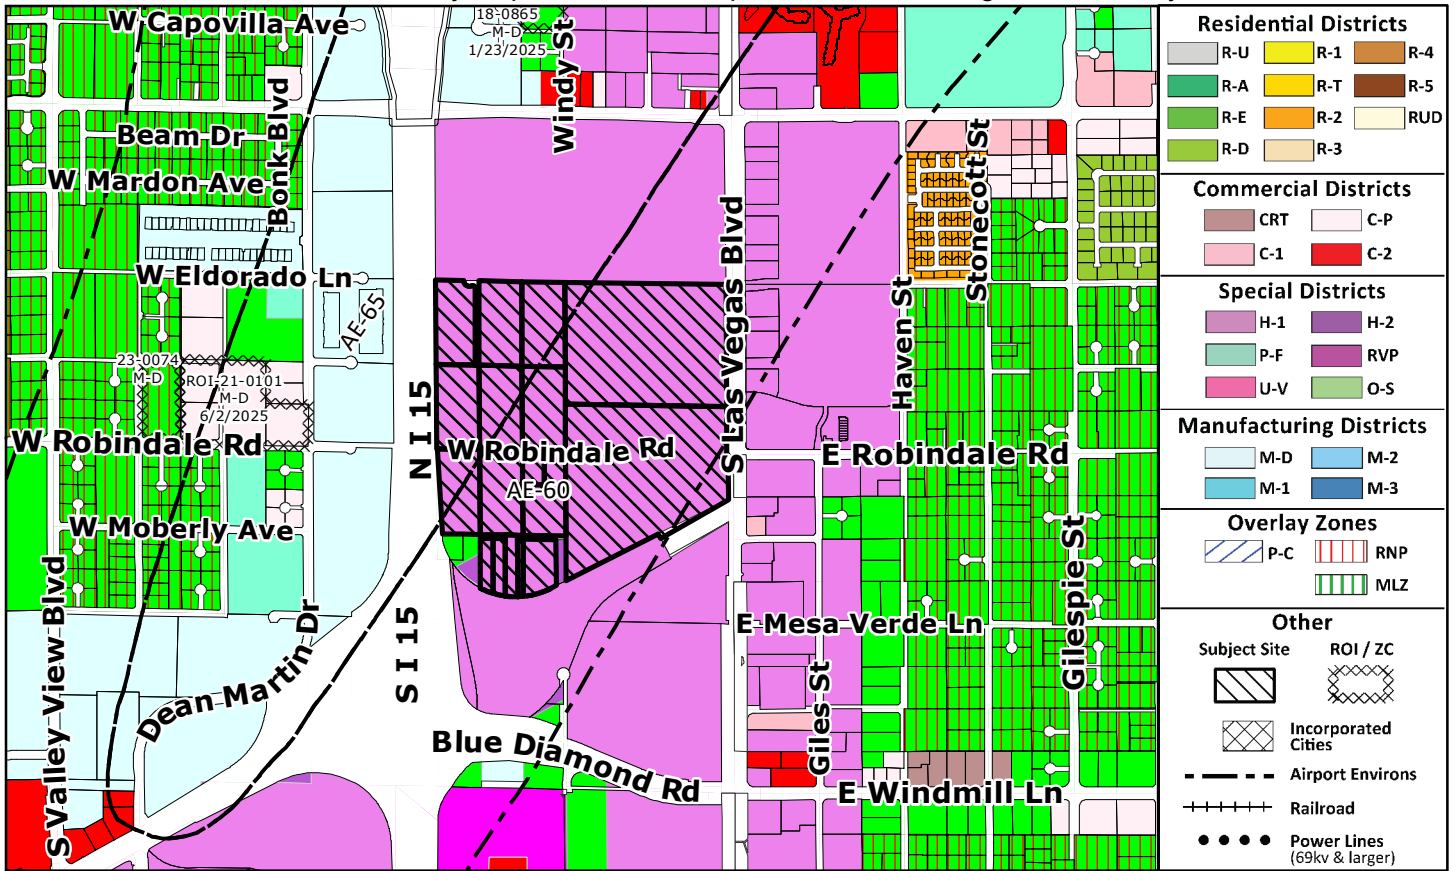 W Capovilla Ave
18-0865
M-D
1/23/2025
Windy St
Bonk Blvd
Beam Dr
W Mardon Ave
W Eldorado Ln
AE-65
23-0074
M-D
ROI-21-0101
M-D
6/2/2025
N I 15
W Robindale Rd
W Robindale Rd
AE-60
S Las Vegas Blvd
Stonecott St
Haven St
E Robindale Rd
W Moberly Ave
S Valley View Blvd
Dean Martin Dr
S I 15
E Mesa Verde Ln
Gilespie St
Giles St
Blue Diamond Rd
E Windmill Ln
Residential Districts
R-U R-1 R-4
R-A R-T R-5
R-E R-2 RUD
R-D R-3
Commercial Districts
CRT C-P
C-1 C-2
Special Districts
H-1 H-2
P-F RVP
U-V O-S
Manufacturing Districts
M-D M-2
M-1 M-3
Overlay Zones
P-C RNP
MLZ
Other
Subject Site ROI / ZC
Incorporated
Cities
Airport Environs
Railroad
Power Lines
(69kv & larger)